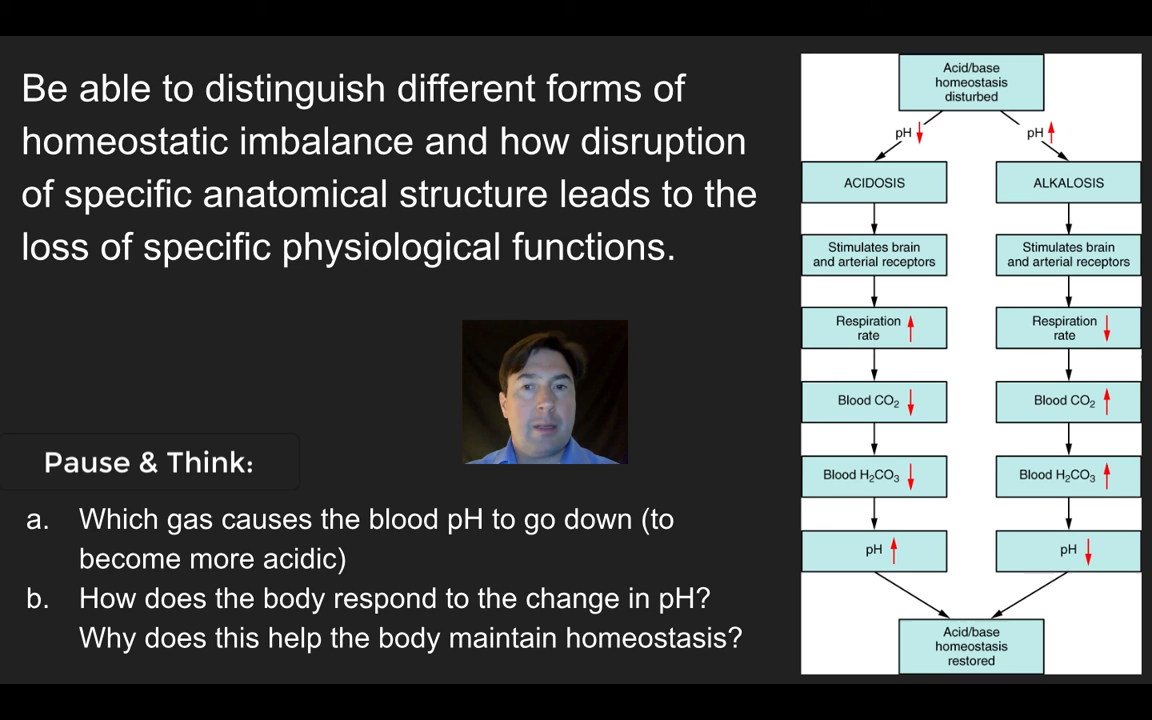 Be able to distinguish different forms of
homeostatic imbalance and how disruption
of specific anatomical structure leads to the
loss of specific physiological functions.
Pause & Think:
a. Which gas causes the blood pH to go down (to
become more acidic)
b. How does the body respond to the change in pH?
Why does this help the body maintain homeostasis?
Acid/base
homeostasis
disturbed
pH
pH
ACIDOSIS
ALKALOSIS
Stimulates brain
and arterial receptors
Stimulates brain
and arterial receptors
Respiration
rate
Respiration
rate
Blood CO₂
Blood CO₂
Blood H₂CO₃
Blood H₂CO₃
pH
pH
Acid/base
homeostasis
restored